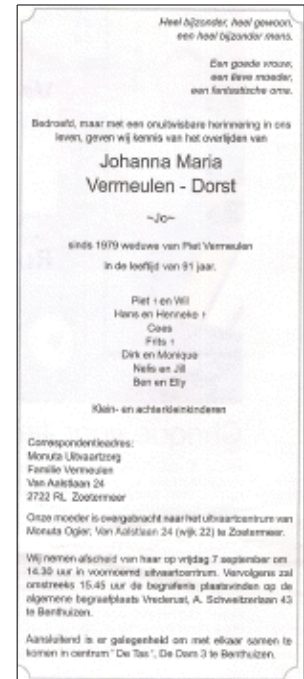 Heel bijzonder, heel gewoon,
een heel bijzonder mens.
Een goede vrouw,
een lieve moeder,
een fantastische oma.
Bedroefd, maar met een onuitwisbare herinnering in ons
leven, geven wij kennis van het overlijden van
Johanna Maria
Vermeulen - Dorst
~Jo~
sinds 1979 weduwe van Piet Vermeulen
in de leeftijd van 91 jaar.
Piet † en Wil
Hans en Henneke †
Cees
Frits †
Dirk en Monique
Nelis en Jill
Ben en Elly
Klein- en achterkleinkinderen
Correspondentieadres:
Monuta Uitvaartzorg
Familie Vermeulen
Van Aalstlaan 24
2722 RL Zoetermeer
Onze moeder is overgebracht naar het uitvaartcentrum van
Monuta Ogier, Van Aalstlaan 24 (wijk 22) te Zoetermeer.
Wij nemen afscheid van haar op vrijdag 7 september om
14.30 uur in voornoemd uitvaartcentrum. Vervolgens zal
omstreeks 15.45 uur de begrafenis plaatsvinden op de
algemene begraafplaats Vrederust, A. Schweitzerlaan 43
te Benthuizen.
Aansluitend is er gelegenheid om met elkaar samen te
komen in centrum " De Tas ", De Dam 3 te Benthuizen.